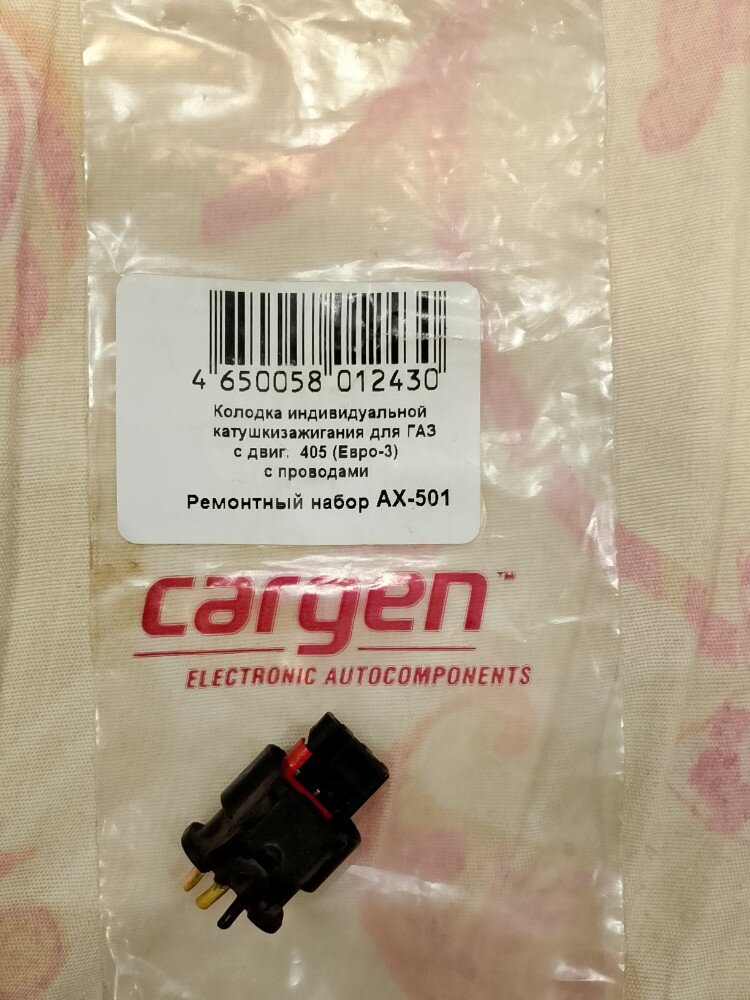 4 650058 012430
Колодка индивидуальной
катушкизажигания для ГАЗ
с двиг. 405 (Евро-3)
с проводами
Ремонтный набор АХ-501
cargen™
ELECTRONIC AUTOCOMPONENTS